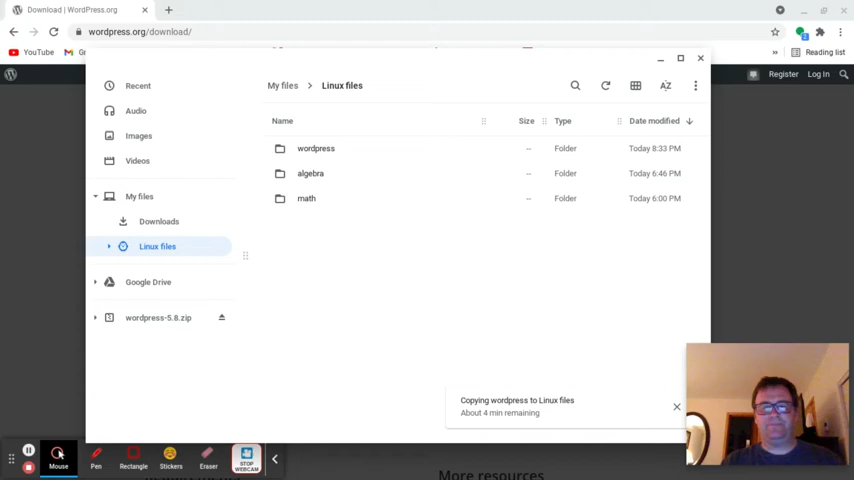 Download | WordPress.org
wordpress.org/download/
YouTube
Reading list
Register Log In
Recent
Audio
Images
Videos
My files
Downloads
Linux files
Google Drive
wordpress-5.8.zip
My files > Linux files
Name Size Type Date modified
wordpress -- Folder Today 8:33 PM
algebra -- Folder Today 6:46 PM
math -- Folder Today 6:00 PM
Copying wordpress to Linux files
About 4 min remaining
Mouse
Pen
Rectangle
Stickers
Eraser
STOP
WEBCAM
More resources